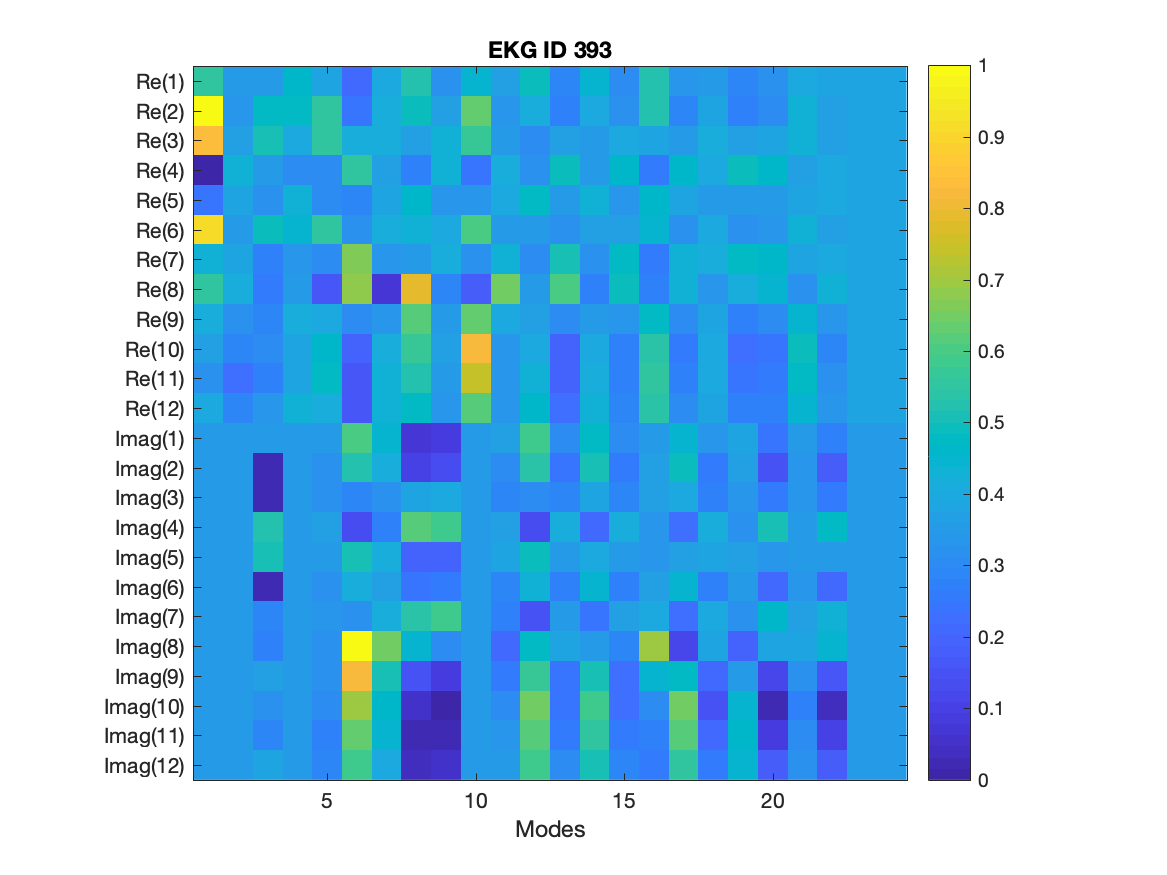 EKG ID 393
Re(1)
Re(2)
Re(3)
Re(4)
Re(5)
Re(6)
Re(7)
Re(8)
Re(9)
Re(10)
Re(11)
Re(12)
Imag(1)
Imag(2)
Imag(3)
Imag(4)
Imag(5)
Imag(6)
Imag(7)
Imag(8)
Imag(9)
Imag(10)
Imag(11)
Imag(12)
5 10 15 20
Modes
1
0.9
0.8
0.7
0.6
0.5
0.4
0.3
0.2
0.1
0